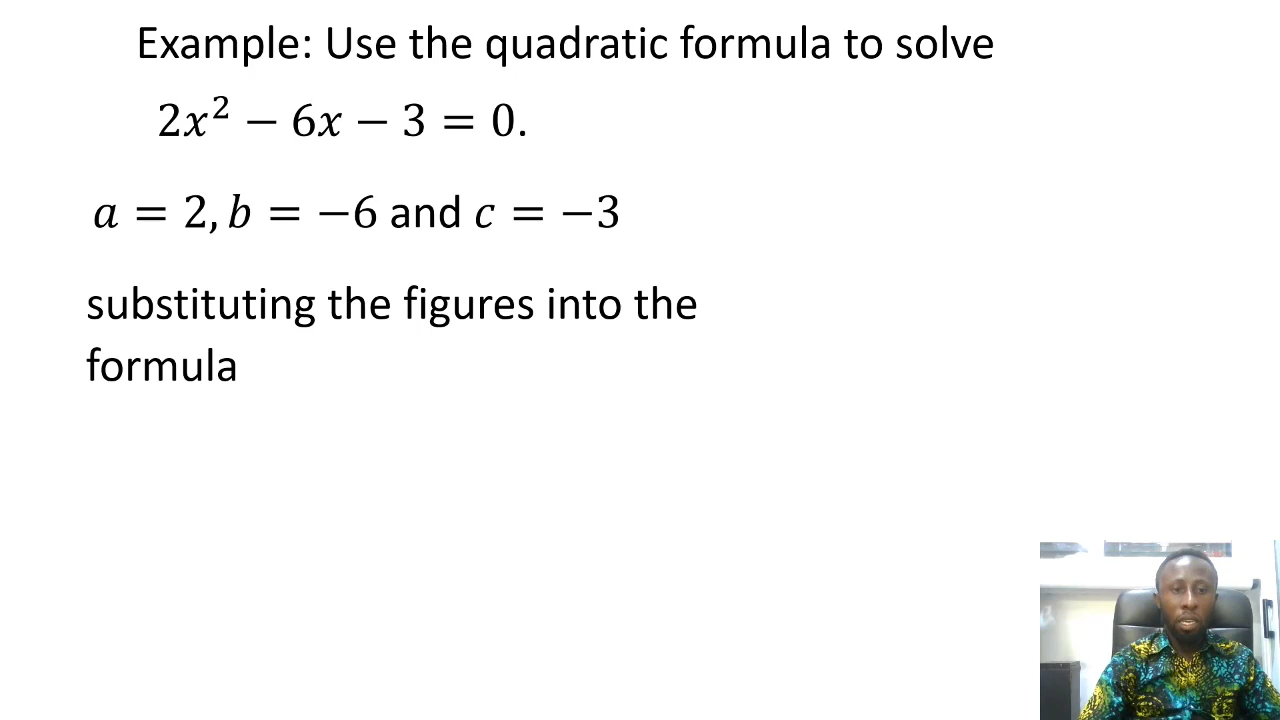 Example: Use the quadratic formula to solve
2x² − 6x − 3 = 0.
a = 2, b = −6 and c = −3
substituting the figures into the
formula